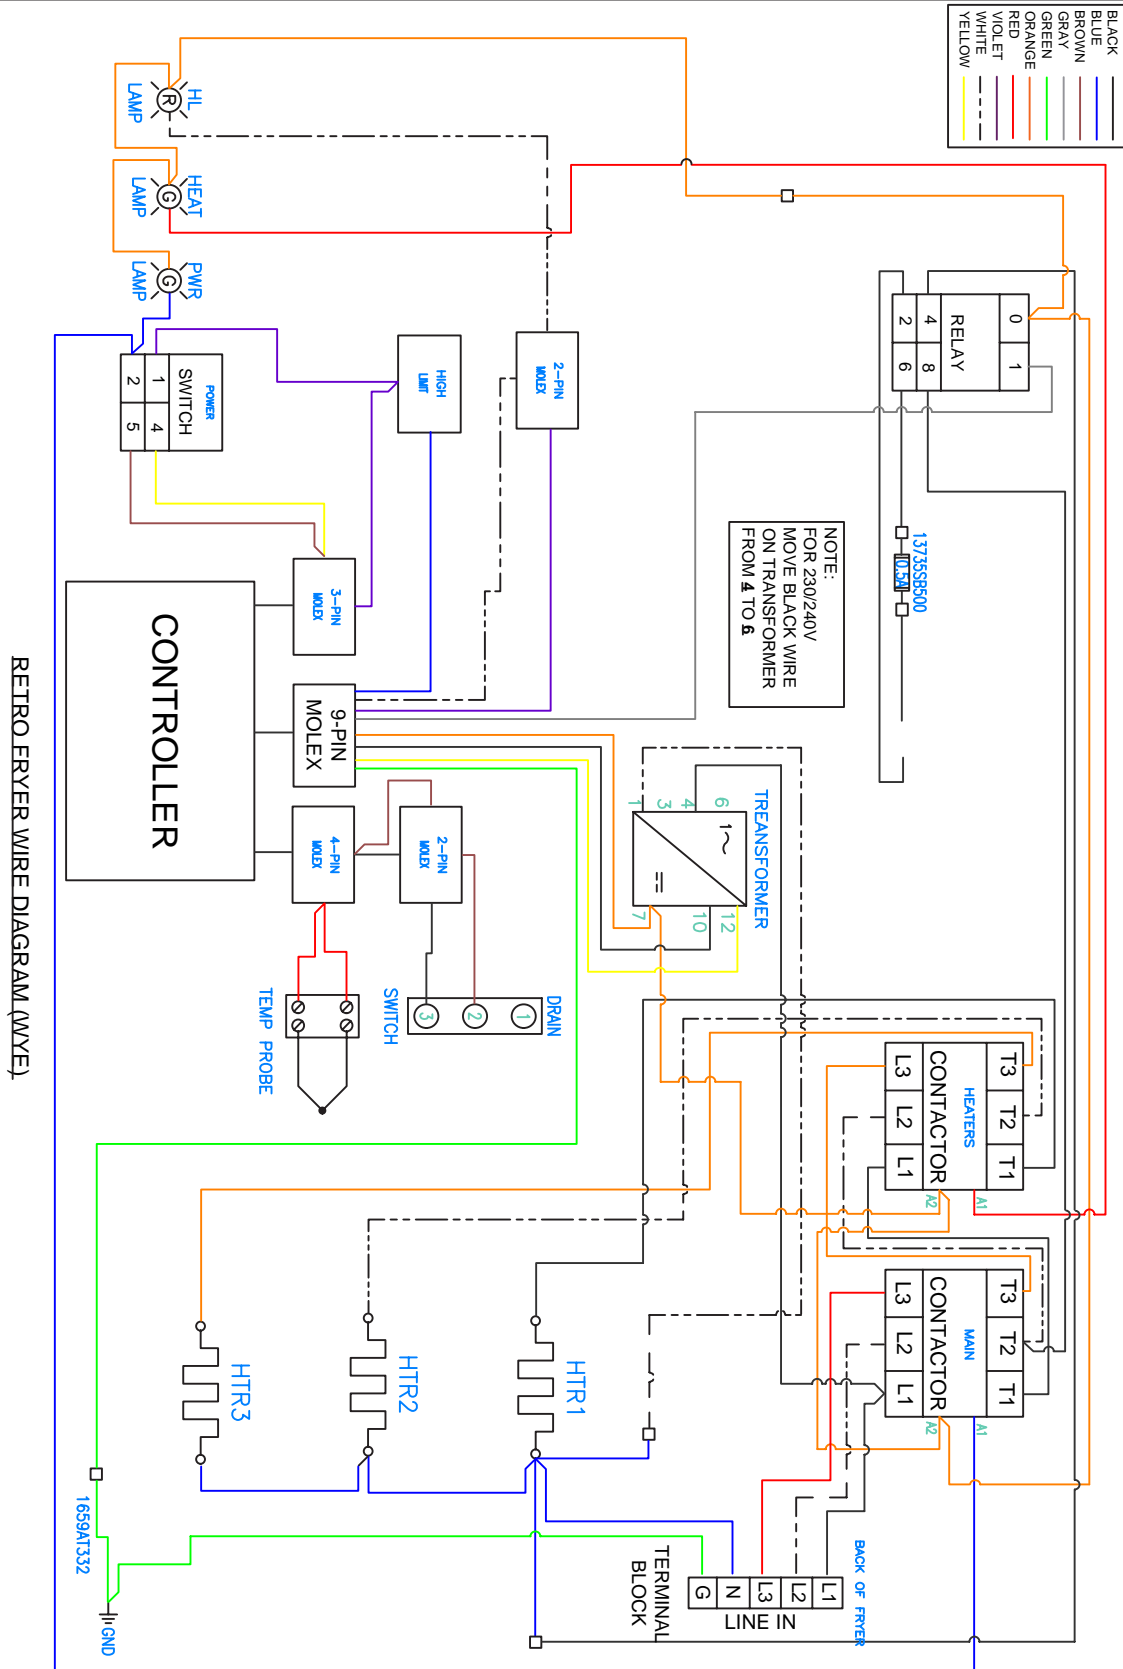 BLACK
BLUE
BROWN
GRAY
GREEN
ORANGE
RED
VIOLET
WHITE
YELLOW
HL
LAMP
R
HEAT
LAMP
G
PWR
LAMP
G
POWER
SWITCH
1
4
2
5
HIGH
LIMIT
2-PIN
MOLEX
RELAY
0
1
4
8
2
6
13735SB500
0.5A
NOTE:
FOR 230/240V
MOVE BLACK WIRE
ON TRANSFORMER
FROM 4 TO 6
3-PIN
MOLEX
9-PIN
MOLEX
4-PIN
MOLEX
2-PIN
MOLEX
CONTROLLER
TREANSFORMER
1
3
4
6
1~
7
10
12
DRAIN
SWITCH
1
2
3
TEMP PROBE
HEATERS
CONTACTOR
T3
T2
T1
L3
L2
L1
A1
A2
MAIN
CONTACTOR
T3
T2
T1
L3
L2
L1
A1
A2
HTR1
HTR2
HTR3
1659AT332
GND
BACK OF FRYER
LINE IN
L1
L2
L3
N
G
TERMINAL
BLOCK
RETRO FRYER WIRE DIAGRAM (WYE)